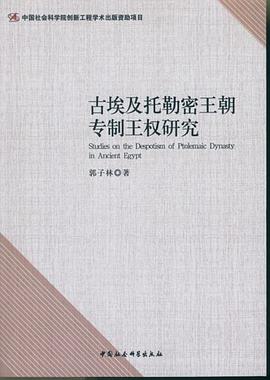 中国社会科学院创新工程学术出版资助项目
古埃及托勒密王朝
专制王权研究
Studies on the Despotism of Ptolemaic Dynasty
in Ancient Egypt
郭子林◎著
中国社会科学出版社